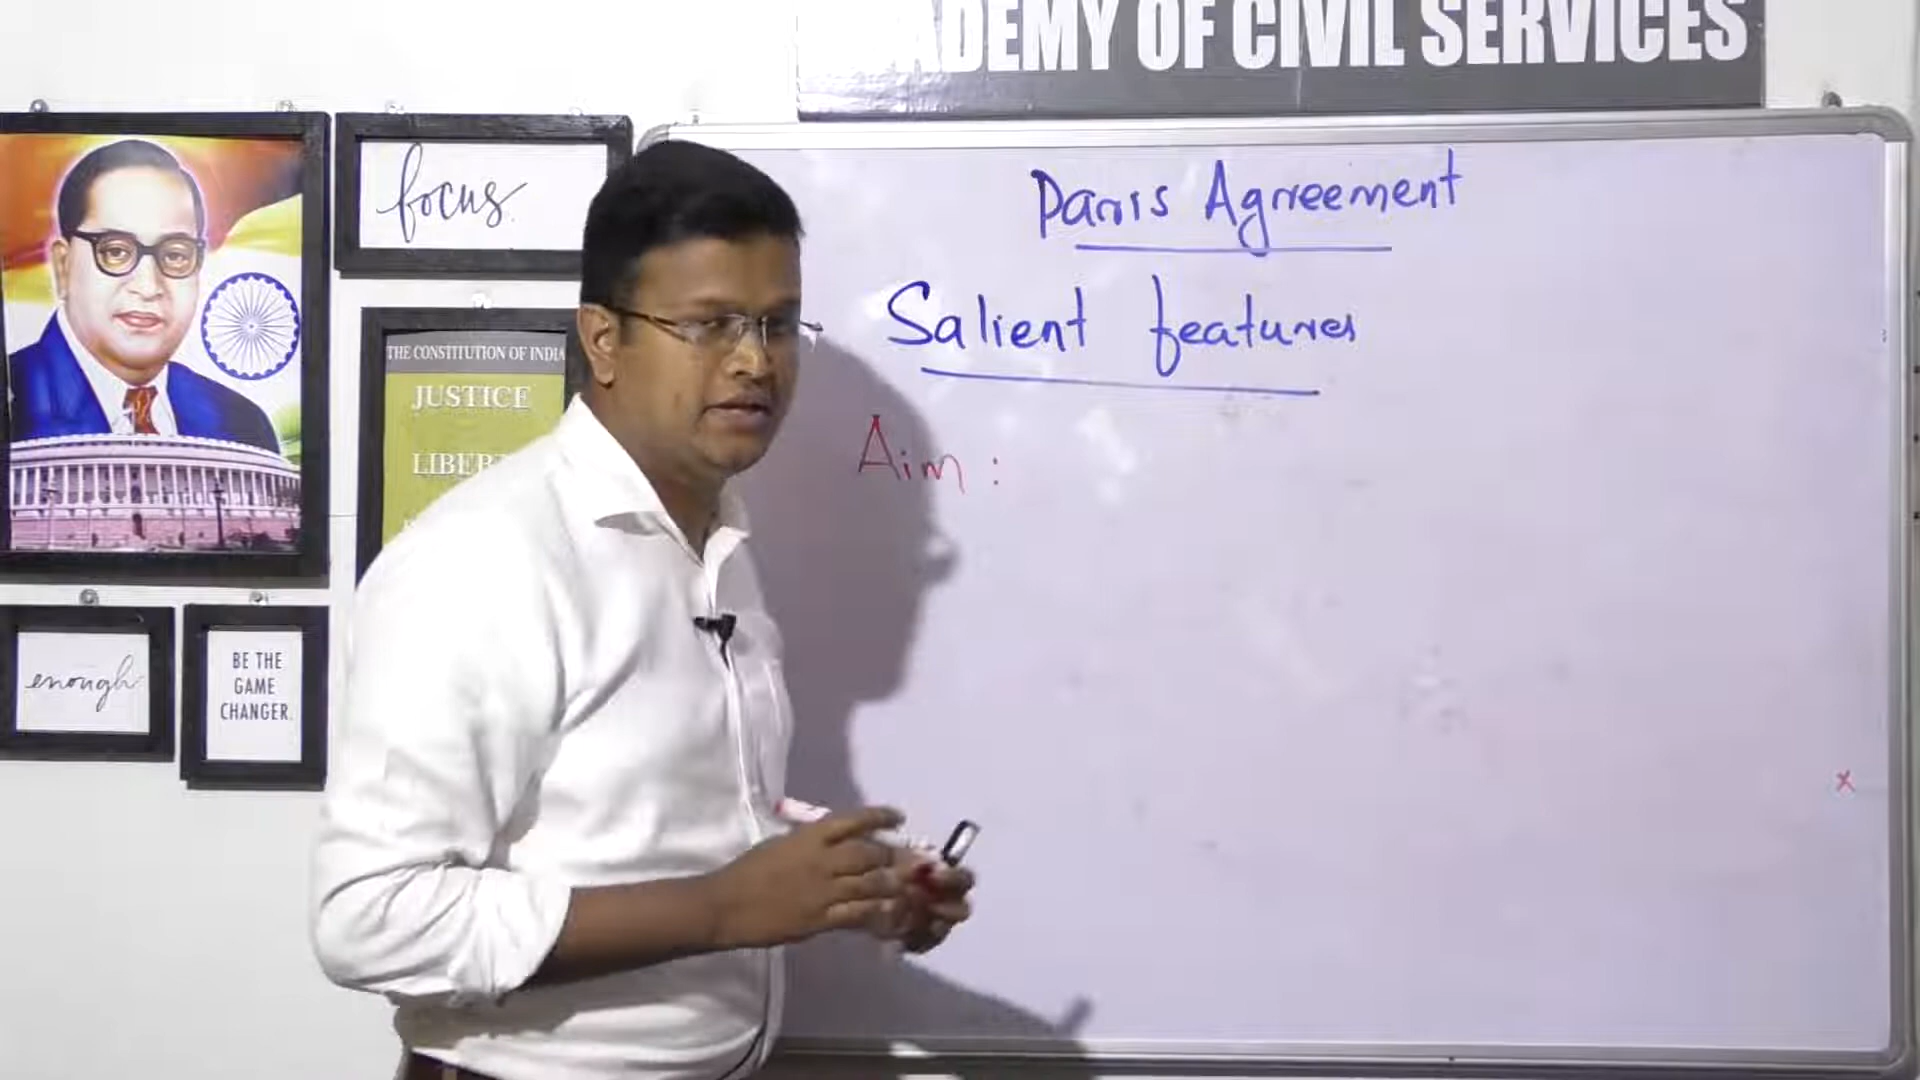 ADEMY OF CIVIL SERVICES
focus.
THE CONSTITUTION OF INDIA
JUSTICE
enough
BE THE
GAME
CHANGER.
Paris Agreement
Salient features
Aim :
x